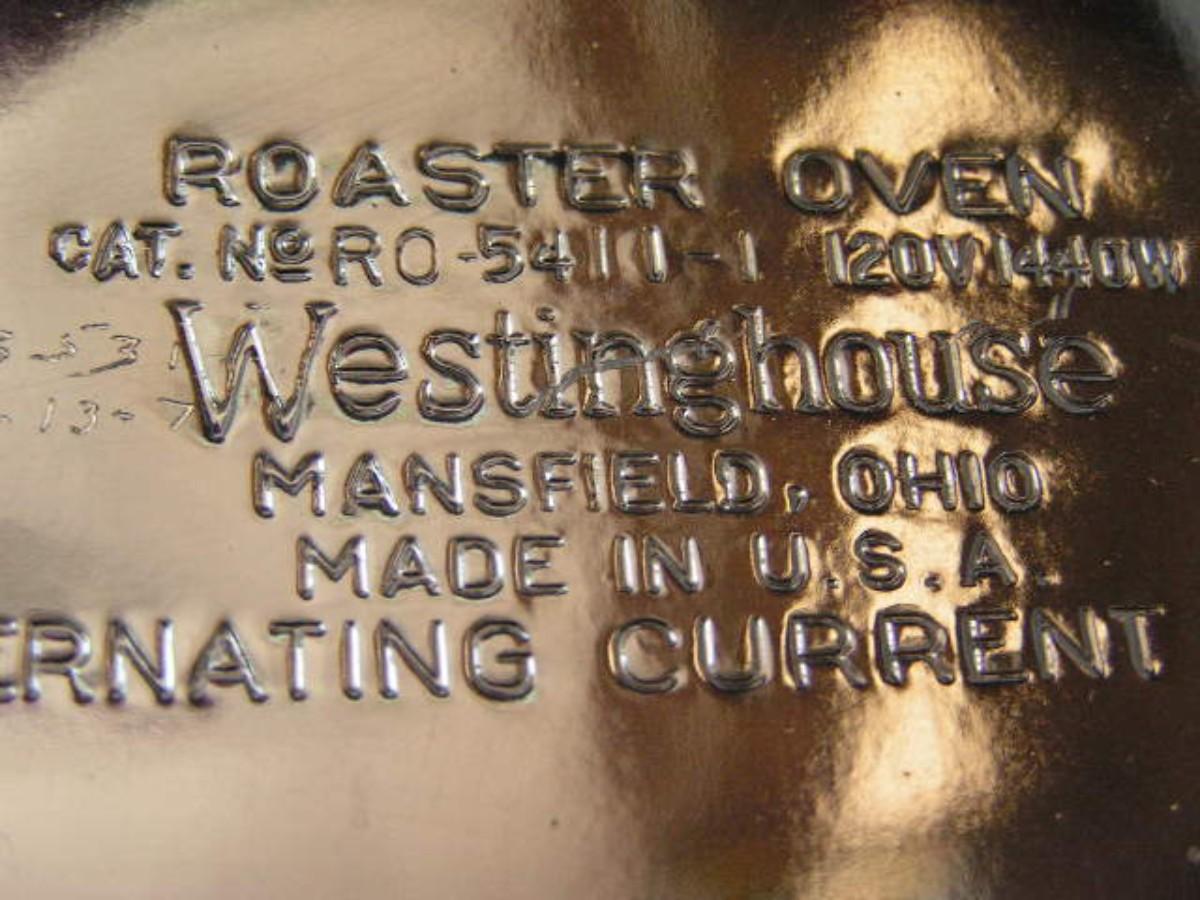 ROASTER OVEN
CAT. Nº RO-5411-1 120V 1440W
Westinghouse
MANSFIELD, OHIO
MADE IN U.S.A.
ERNATING CURRENT